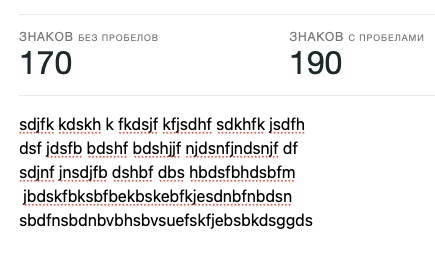 ЗНАКОВ БЕЗ ПРОБЕЛОВ
170
ЗНАКОВ С ПРОБЕЛАМИ
190
sdjfk kdskh k fkdsjf kfjsdhf sdkhfk jsdfh
dsf jdsfb bdshf bdshjjf njdsnfjndsnjf df
sdjnf jnsdjfb dshbf dbs hbdsfbhdsbfm
jbdskfbksbfbekbskebfkjesdnbfnbdsn
sbdfnsbdnbvbhsbvsuefskfjebsbkdsggds